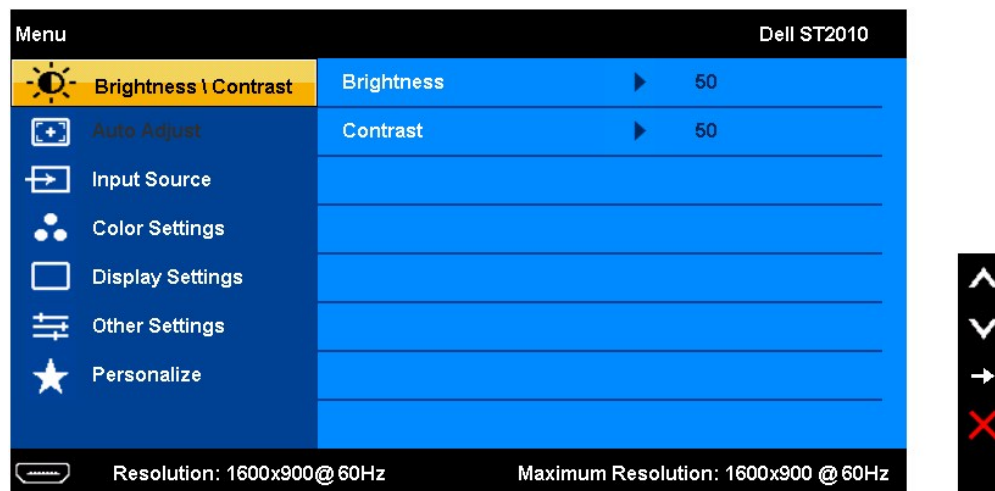 Menu Dell ST2010
Brightness \ Contrast Brightness 50
Auto Adjust Contrast 50
Input Source
Color Settings
Display Settings
Other Settings
Personalize
Resolution: 1600x900@60Hz Maximum Resolution: 1600x900 @60Hz